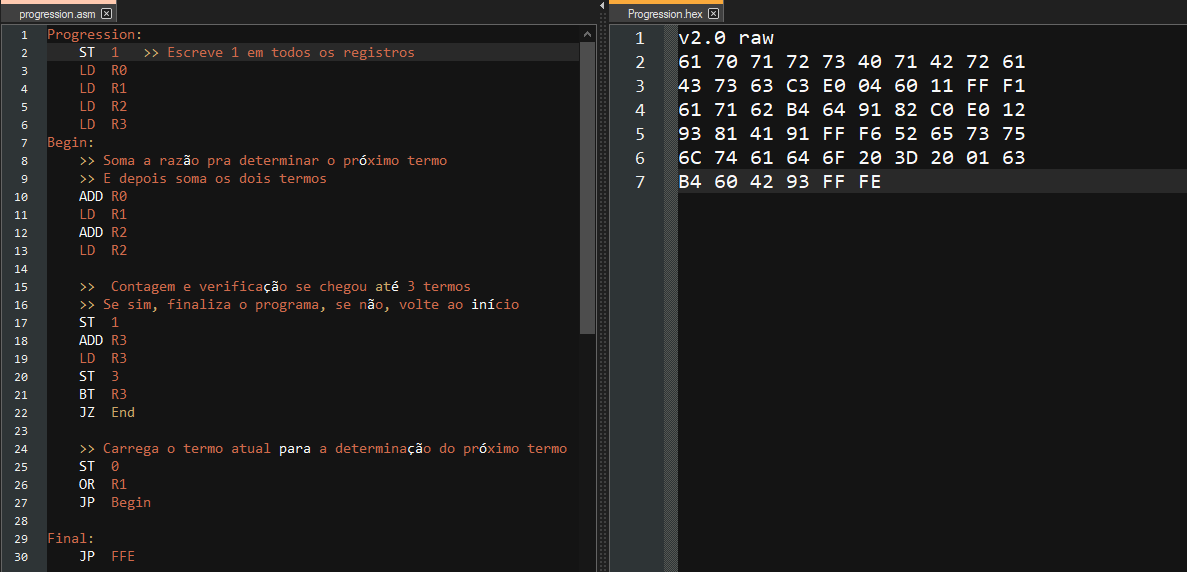 progression.asm
1 Progression:
2 ST 1 >> Escreve 1 em todos os registros
3 LD R0
4 LD R1
5 LD R2
6 LD R3
7 Begin:
8 >> Soma a razão pra determinar o próximo termo
9 >> E depois soma os dois termos
10 ADD R0
11 LD R1
12 ADD R2
13 LD R2
14
15 >> Contagem e verificação se chegou até 3 termos
16 >> Se sim, finaliza o programa, se não, volte ao início
17 ST 1
18 ADD R3
19 LD R3
20 ST 3
21 BT R3
22 JZ End
23
24 >> Carrega o termo atual para a determinação do próximo termo
25 ST 0
26 OR R1
27 JP Begin
28
29 Final:
30 JP FFE
Progression.hex
1 v2.0 raw
2 61 70 71 72 73 40 71 42 72 61
3 43 73 63 C3 E0 04 60 11 FF F1
4 61 71 62 B4 64 91 82 C0 E0 12
5 93 81 41 91 FF F6 52 65 73 75
6 6C 74 61 64 6F 20 3D 20 01 63
7 B4 60 42 93 FF FE